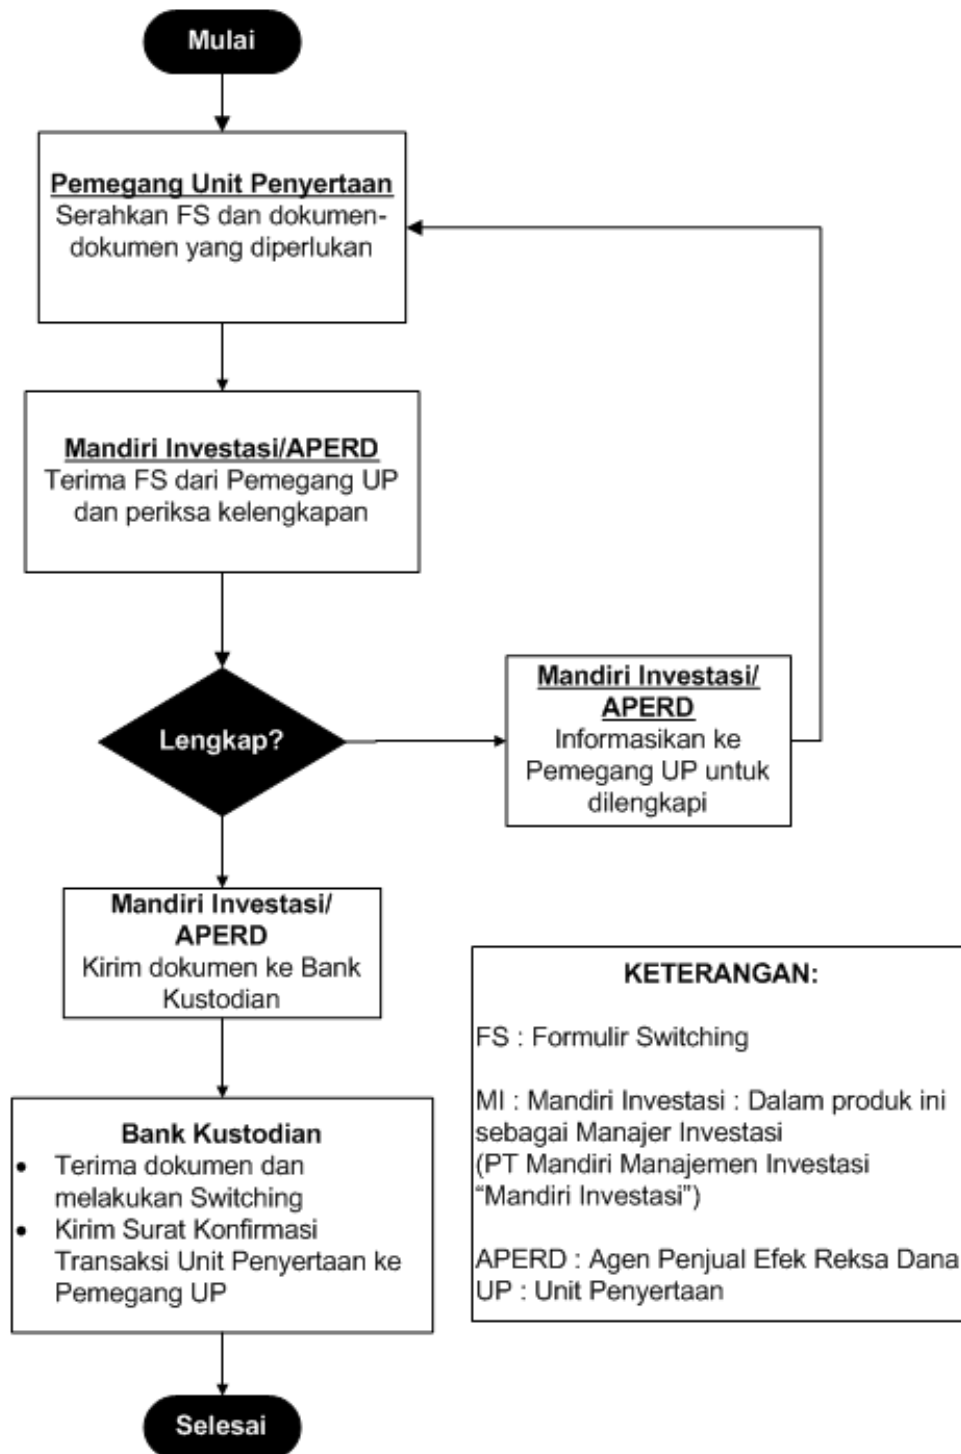 Mulai
Pemegang Unit Penyertaan
Serahkan FS dan dokumen-
dokumen yang diperlukan
Mandiri Investasi/APERD
Terima FS dari Pemegang UP
dan periksa kelengkapan
Lengkap?
Mandiri Investasi/
APERD
Informasikan ke
Pemegang UP untuk
dilengkapi
Mandiri Investasi/
APERD
Kirim dokumen ke Bank
Kustodian
Bank Kustodian
• Terima dokumen dan
melakukan Switching
• Kirim Surat Konfirmasi
Transaksi Unit Penyertaan ke
Pemegang UP
Selesai
KETERANGAN:
FS : Formulir Switching
MI : Mandiri Investasi : Dalam produk ini
sebagai Manajer Investasi
(PT Mandiri Manajemen Investasi
“Mandiri Investasi”)
APERD : Agen Penjual Efek Reksa Dana
UP : Unit Penyertaan